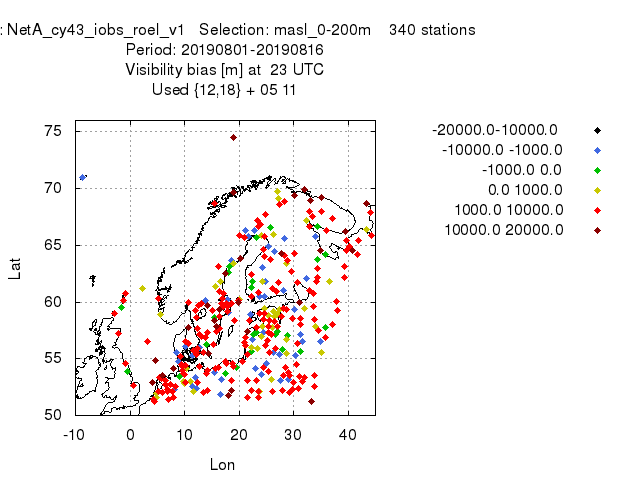 : NetA_cy43_iobs_roel_v1 Selection: masl_0-200m 340 stations
Period: 20190801-20190816
Visibility bias [m] at 23 UTC
Used {12,18} + 05 11
-20000.0-10000.0
-10000.0 -1000.0
-1000.0 0.0
0.0 1000.0
1000.0 10000.0
10000.0 20000.0
75
70
65
60
55
50
Lat
-10 0 10 20 30 40
Lon